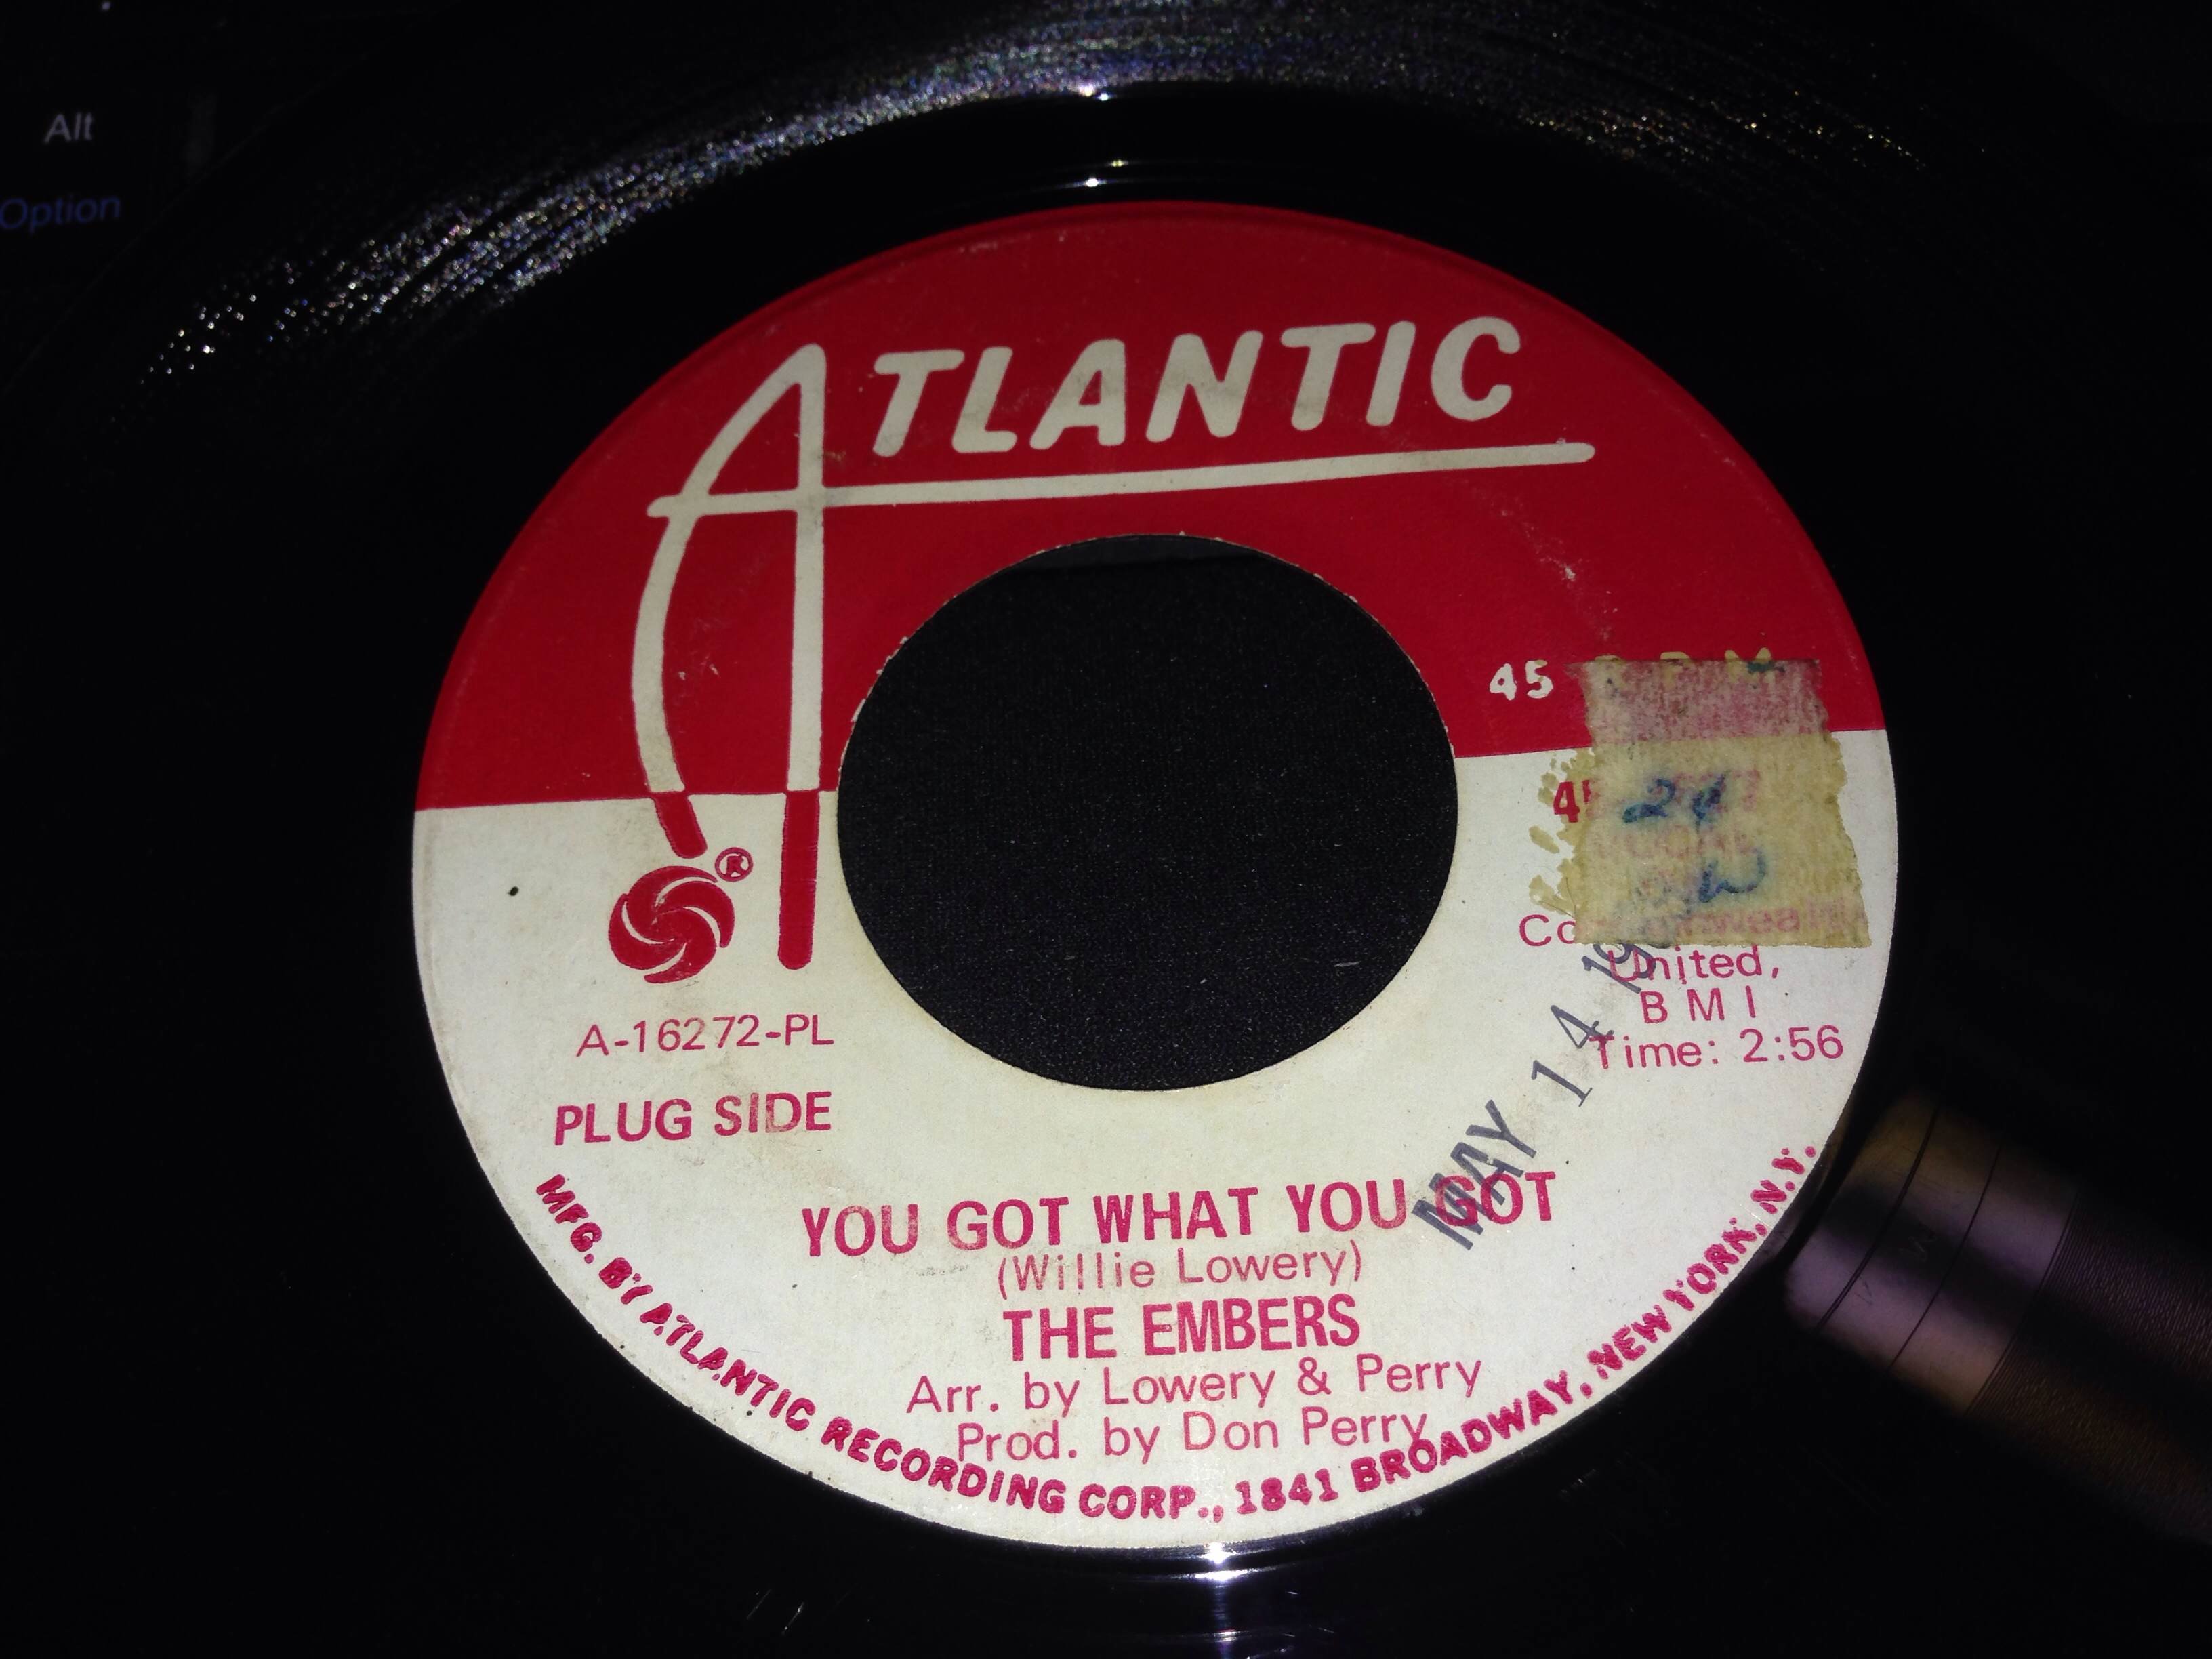 Alt
Option
ATLANTIC
45 R.P.M.
24
W
United,
BMI
Time: 2:56
®
A-16272-PL
PLUG SIDE
MAY 14 19
YOU GOT WHAT YOU GOT
(Willie Lowery)
THE EMBERS
Arr. by Lowery & Perry
Prod. by Don Perry
MFG. BY ATLANTIC RECORDING CORP., 1841 BROADWAY, NEW YORK, N.Y.